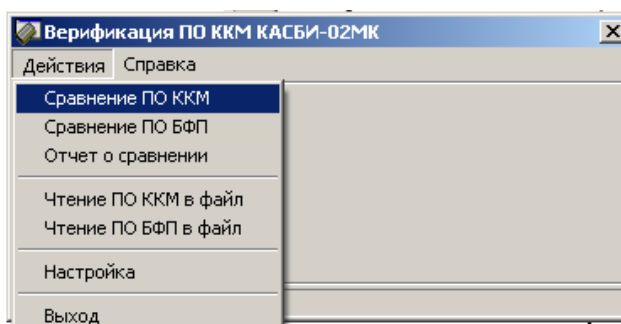 Верификация ПО ККМ КАСБИ-02МК
Действия Справка
Сравнение ПО ККМ
Сравнение ПО БФП
Отчет о сравнении
Чтение ПО ККМ в файл
Чтение ПО БФП в файл
Настройка
Выход